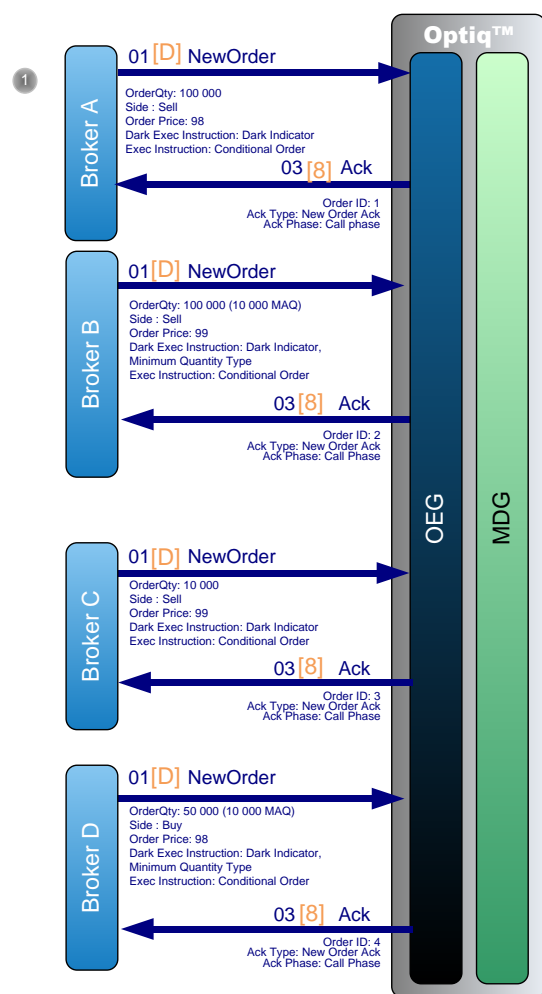 Optiq™
1
Broker A
01 [D] NewOrder
OrderQty: 100 000
Side : Sell
Order Price: 98
Dark Exec Instruction: Dark Indicator
Exec Instruction: Conditional Order
03 [8] Ack
Order ID: 1
Ack Type: New Order Ack
Ack Phase: Call phase
Broker B
01 [D] NewOrder
OrderQty: 100 000 (10 000 MAQ)
Side : Sell
Order Price: 99
Dark Exec Instruction: Dark Indicator,
Minimum Quantity Type
Exec Instruction: Conditional Order
03 [8] Ack
Order ID: 2
Ack Type: New Order Ack
Ack Phase: Call Phase
OEG
MDG
Broker C
01 [D] NewOrder
OrderQty: 10 000
Side : Sell
Order Price: 99
Dark Exec Instruction: Dark Indicator
Exec Instruction: Conditional Order
03 [8] Ack
Order ID: 3
Ack Type: New Order Ack
Ack Phase: Call Phase
Broker D
01 [D] NewOrder
OrderQty: 50 000 (10 000 MAQ)
Side : Buy
Order Price: 98
Dark Exec Instruction: Dark Indicator,
Minimum Quantity Type
Exec Instruction: Conditional Order
03 [8] Ack
Order ID: 4
Ack Type: New Order Ack
Ack Phase: Call Phase